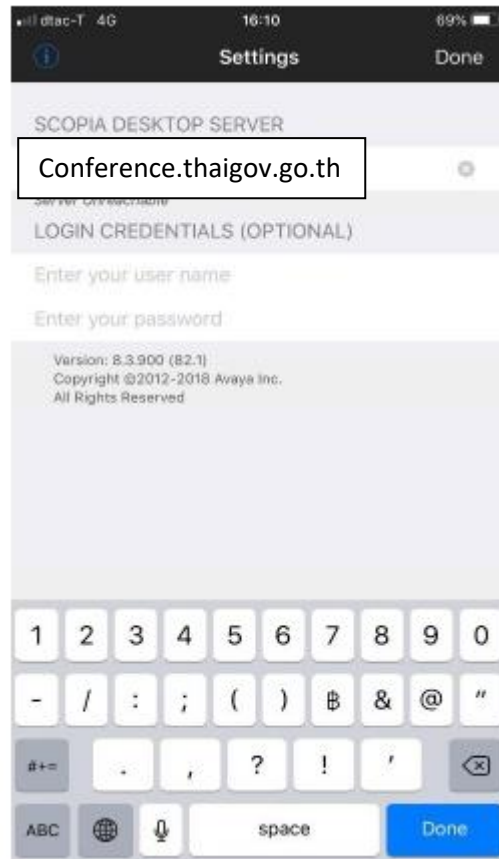 dtac-T 4G 16:10 69%
Settings Done
SCOPIA DESKTOP SERVER
Conference.thaigov.go.th
Server Unreachable
LOGIN CREDENTIALS (OPTIONAL)
Enter your user name
Enter your password
Version: 8.3.900 (82.1)
Copyright ©2012-2018 Avaya Inc.
All Rights Reserved
1 2 3 4 5 6 7 8 9 0
- / : ; ( ) ฿ & @ "
#+= . , ? ! '
ABC space Done